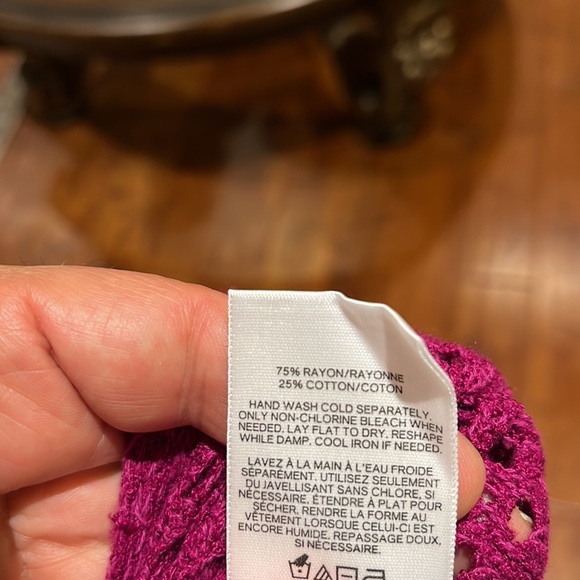 75% RAYON/RAYONNE
25% COTTON/COTON
HAND WASH COLD SEPARATELY.
ONLY NON-CHLORINE BLEACH WHEN
NEEDED. LAY FLAT TO DRY. RESHAPE
WHILE DAMP. COOL IRON IF NEEDED.
LAVEZ À LA MAIN À L'EAU FROIDE
SÉPARÉMENT. UTILISEZ SEULEMENT
DU JAVELLISANT SANS CHLORE, SI
NÉCESSAIRE. ÉTENDRE À PLAT POUR
SÉCHER, RENDRE LA FORME AU
VÊTEMENT LORSQUE CELUI-CI EST
ENCORE HUMIDE. REPASSAGE DOUX,
SI NÉCESSAIRE.